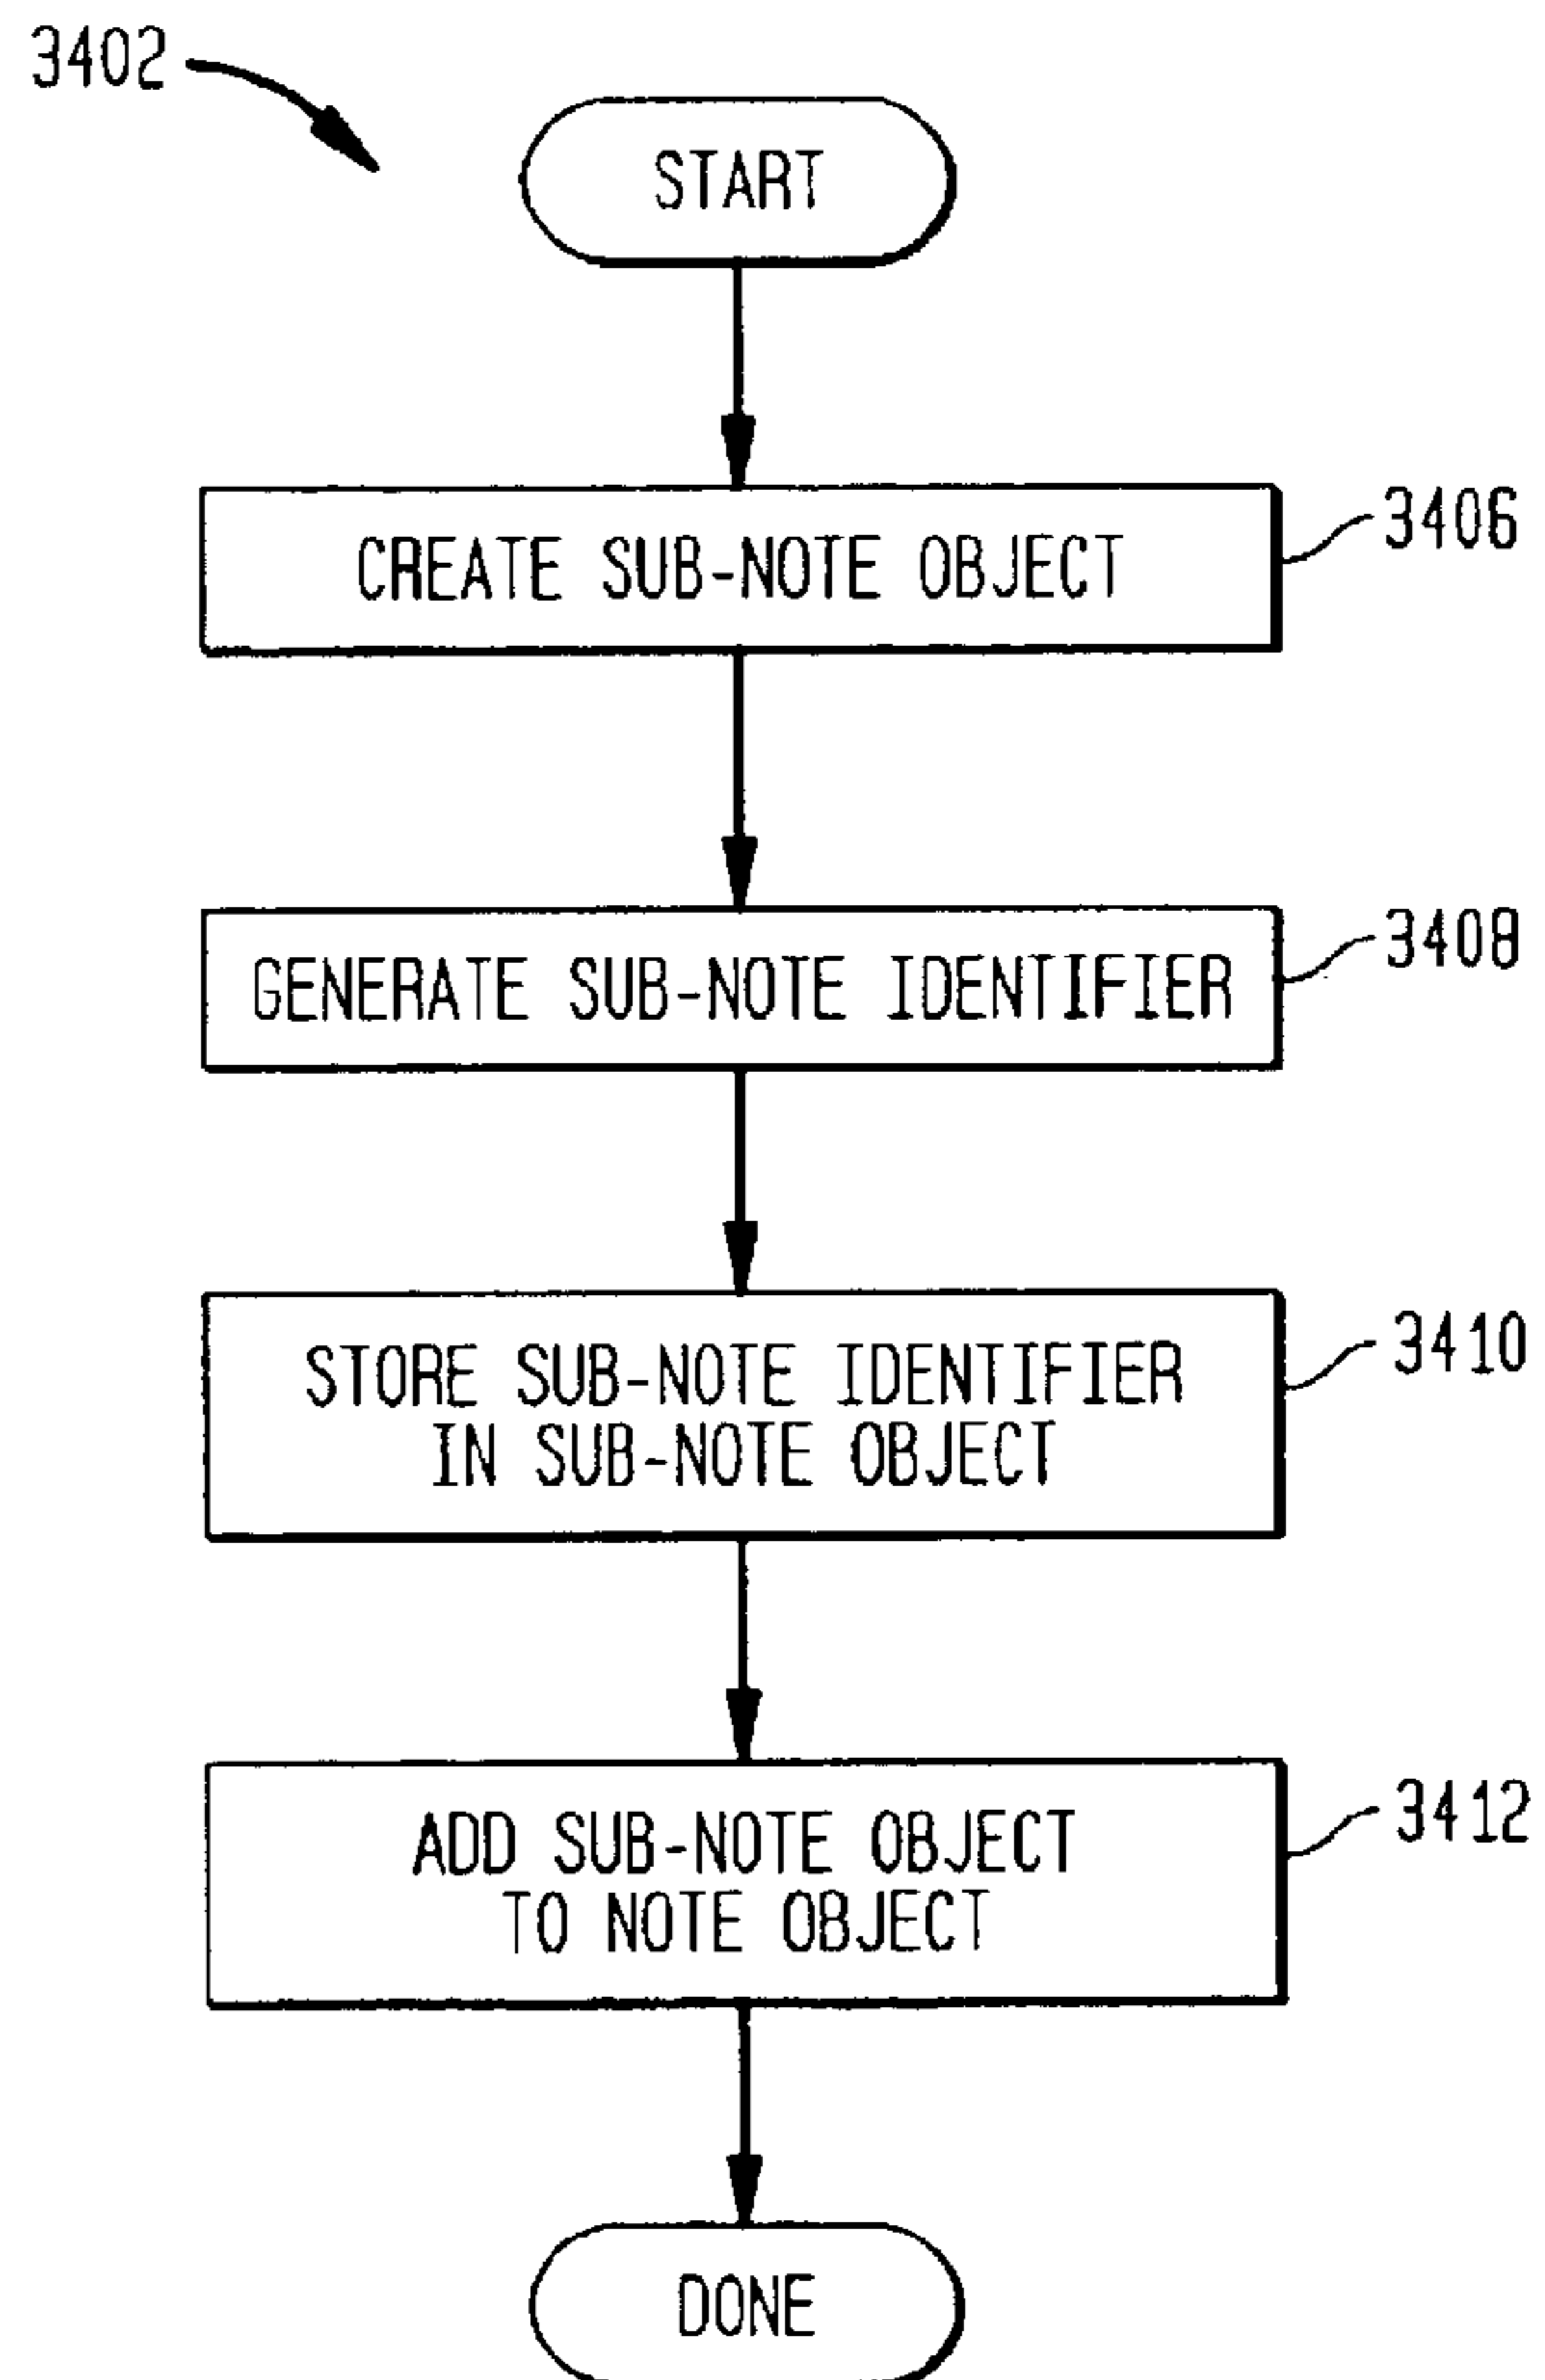 3402
START
CREATE SUB-NOTE OBJECT
3406
GENERATE SUB-NOTE IDENTIFIER
3408
STORE SUB-NOTE IDENTIFIER
IN SUB-NOTE OBJECT
3410
ADD SUB-NOTE OBJECT
TO NOTE OBJECT
3412
DONE